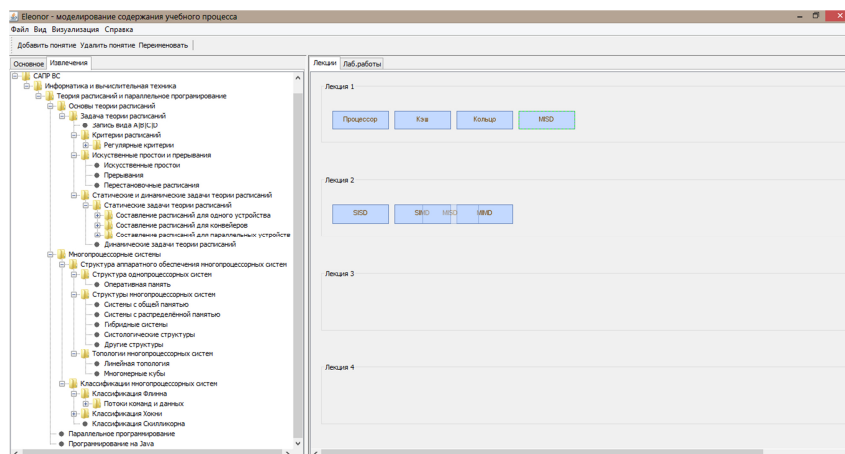 Eleonor - моделирование содержания учебного процесса
Файл Вид Визуализация Справка
Добавить понятие Удалить понятие Переименовать
Основное Извлечения
САПР ВС
Информатика и вычислительная техника
Теория расписаний и параллельное программирование
Основы теории расписаний
Задача теории расписаний
Запись вида A|B|C|D
Критерии расписаний
Регулярные критерии
Искуственные простои и прерывания
Искусственные простои
Прерывания
Перестановочные расписания
Статические и динамические задачи теории расписаний
Статические задачи теории расписаний
Составление расписаний для одного устройства
Составление расписаний для конвейеров
Составление расписаний для параллельных устройств
Динамические задачи теории расписаний
Многопроцессорные системы
Структура аппаратного обеспечения многопроцессорных систем
Структура однопроцессорных систем
Оперативная память
Структуры многопроцессорных систем
Системы с общей памятью
Системы с распределённой памятью
Гибридные системы
Систологические структуры
Другие структуры
Топологии многопроцессорных систем
Линейная топология
Многомерные кубы
Классификации многопроцессорных систем
Классификация Флинна
Потоки команд и данных
Классификация Хокни
Классификация Скилликорна
Параллельное программирование
Программирование на Java
Лекции Лаб.работы
Лекция 1
Процессор Кэш Кольцо MISD
Лекция 2
SISD SIMD MISD MIMD
Лекция 3
Лекция 4